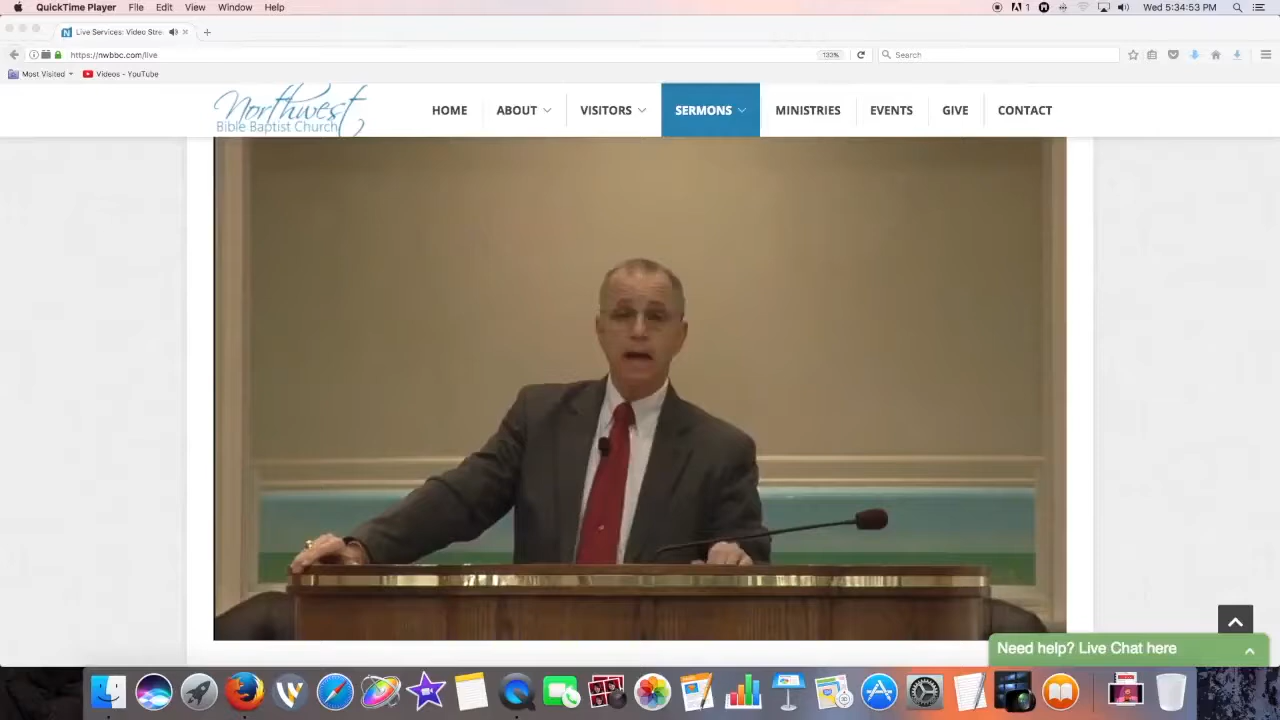 QuickTime Player File Edit View Window Help
1 Wed 5:34:53 PM
Live Services: Video Stre
https://nwbbc.com/live
133%
Search
Most Visited
Videos - YouTube
Northwest
Bible Baptist Church
HOME ABOUT VISITORS SERMONS MINISTRIES EVENTS GIVE CONTACT
Need help? Live Chat here